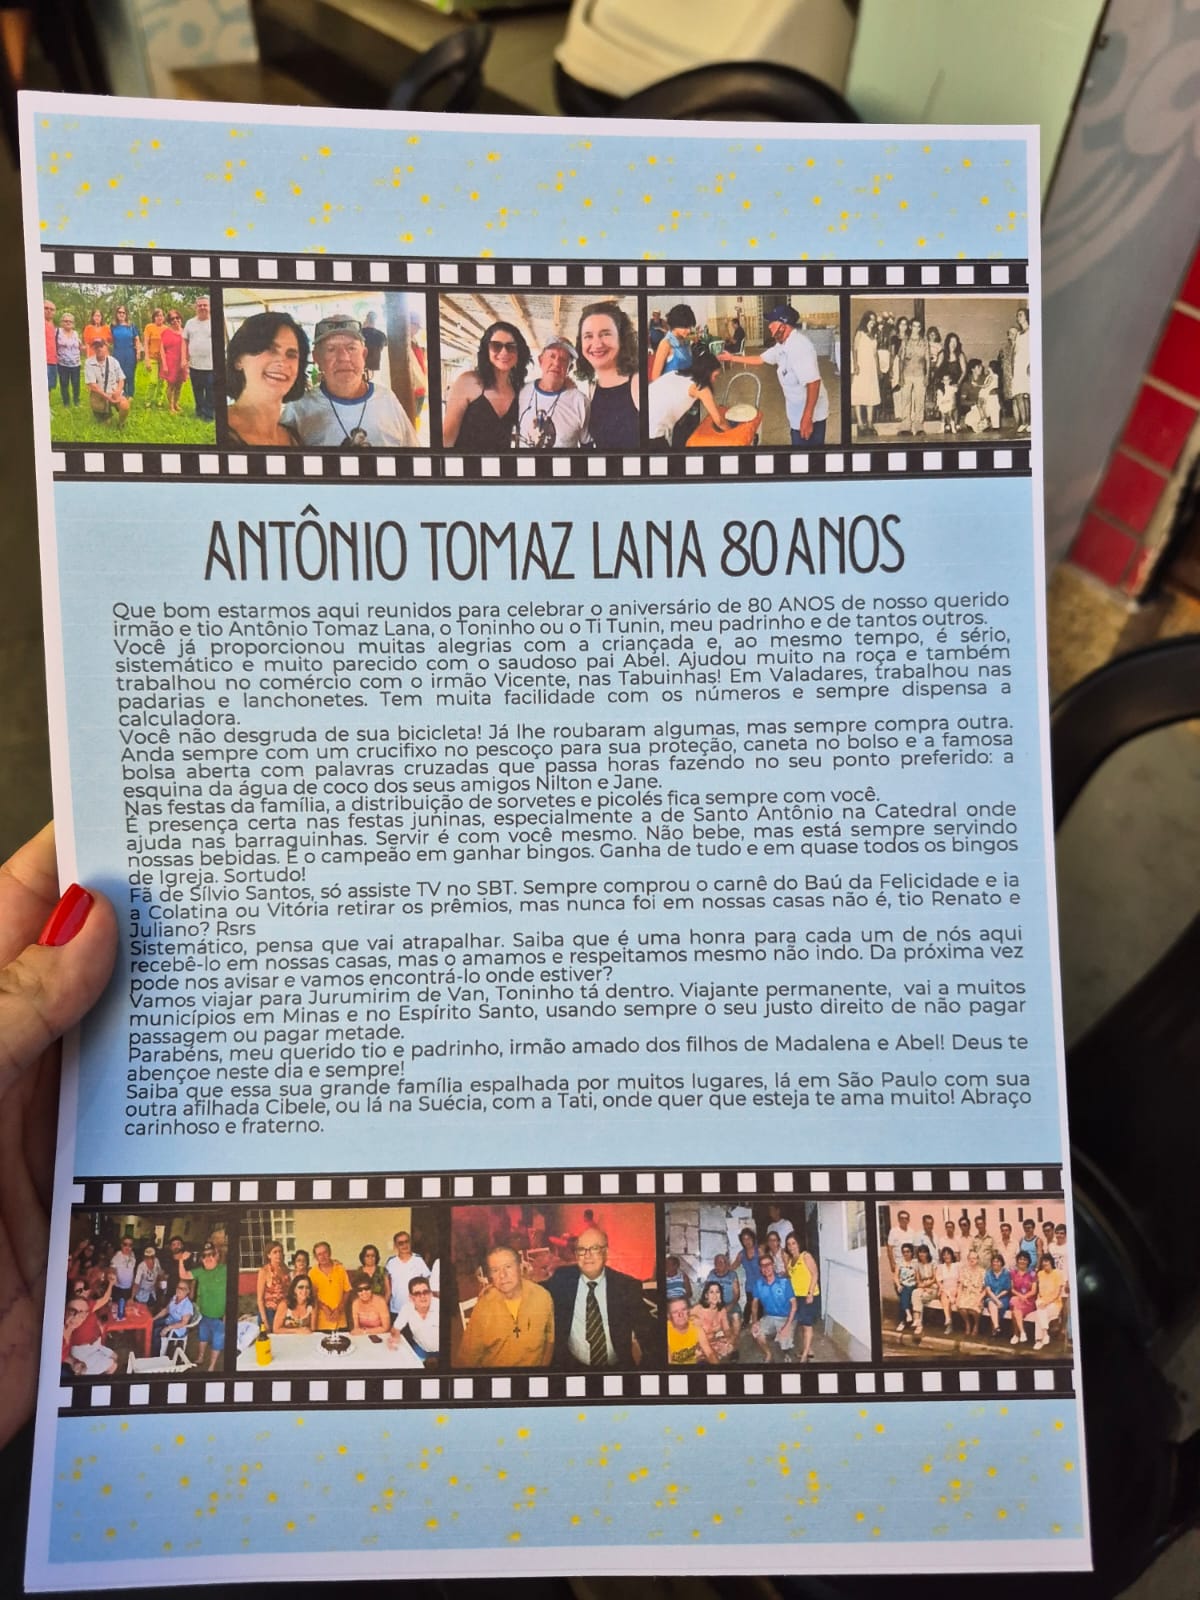 ANTÔNIO TOMAZ LANA 80 ANOS
Que bom estarmos aqui reunidos para celebrar o aniversário de 80 ANOS de nosso querido
irmão e tio Antônio Tomaz Lana, o Toninho ou o Ti Tunin, meu padrinho e de tantos outros.
Você já proporcionou muitas alegrias com a criançada e, ao mesmo tempo, é sério,
sistemático e muito parecido com o saudoso pai Abel. Ajudou muito na roça e também
trabalhou no comércio com o irmão Vicente, nas Tabuinhas! Em Valadares, trabalhou nas
padarias e lanchonetes. Tem muita facilidade com os números e sempre dispensa a
calculadora.
Você não desgruda de sua bicicleta! Já lhe roubaram algumas, mas sempre compra outra.
Anda sempre com um crucifixo no pescoço para sua proteção, caneta no bolso e a famosa
bolsa aberta com palavras cruzadas que passa horas fazendo no seu ponto preferido: a
esquina da água de coco dos seus amigos Nilton e Jane.
Nas festas da família, a distribuição de sorvetes e picolés fica sempre com você.
É presença certa nas festas juninas, especialmente a de Santo Antônio na Catedral onde
ajuda nas barraquinhas. Servir é com você mesmo. Não bebe, mas está sempre servindo
nossas bebidas. É o campeão em ganhar bingos. Ganha de tudo e em quase todos os bingos
de Igreja. Sortudo!
Fã de Sílvio Santos, só assiste TV no SBT. Sempre comprou o carnê do Baú da Felicidade e ia
a Colatina ou Vitória retirar os prêmios, mas nunca foi em nossas casas não é, tio Renato e
Juliano? Rsrs
Sistemático, pensa que vai atrapalhar. Saiba que é uma honra para cada um de nós aqui
recebê-lo em nossas casas, mas o amamos e respeitamos mesmo não indo. Da próxima vez
pode nos avisar e vamos encontrá-lo onde estiver?
Vamos viajar para Jurumirim de Van, Toninho tá dentro. Viajante permanente, vai a muitos
municípios em Minas e no Espírito Santo, usando sempre o seu justo direito de não pagar
passagem ou pagar metade.
Parabéns, meu querido tio e padrinho, irmão amado dos filhos de Madalena e Abel! Deus te
abençoe neste dia e sempre!
Saiba que essa sua grande família espalhada por muitos lugares, lá em São Paulo com sua
outra afilhada Cibele, ou lá na Suécia, com a Tati, onde quer que esteja te ama muito! Abraço
carinhoso e fraterno.